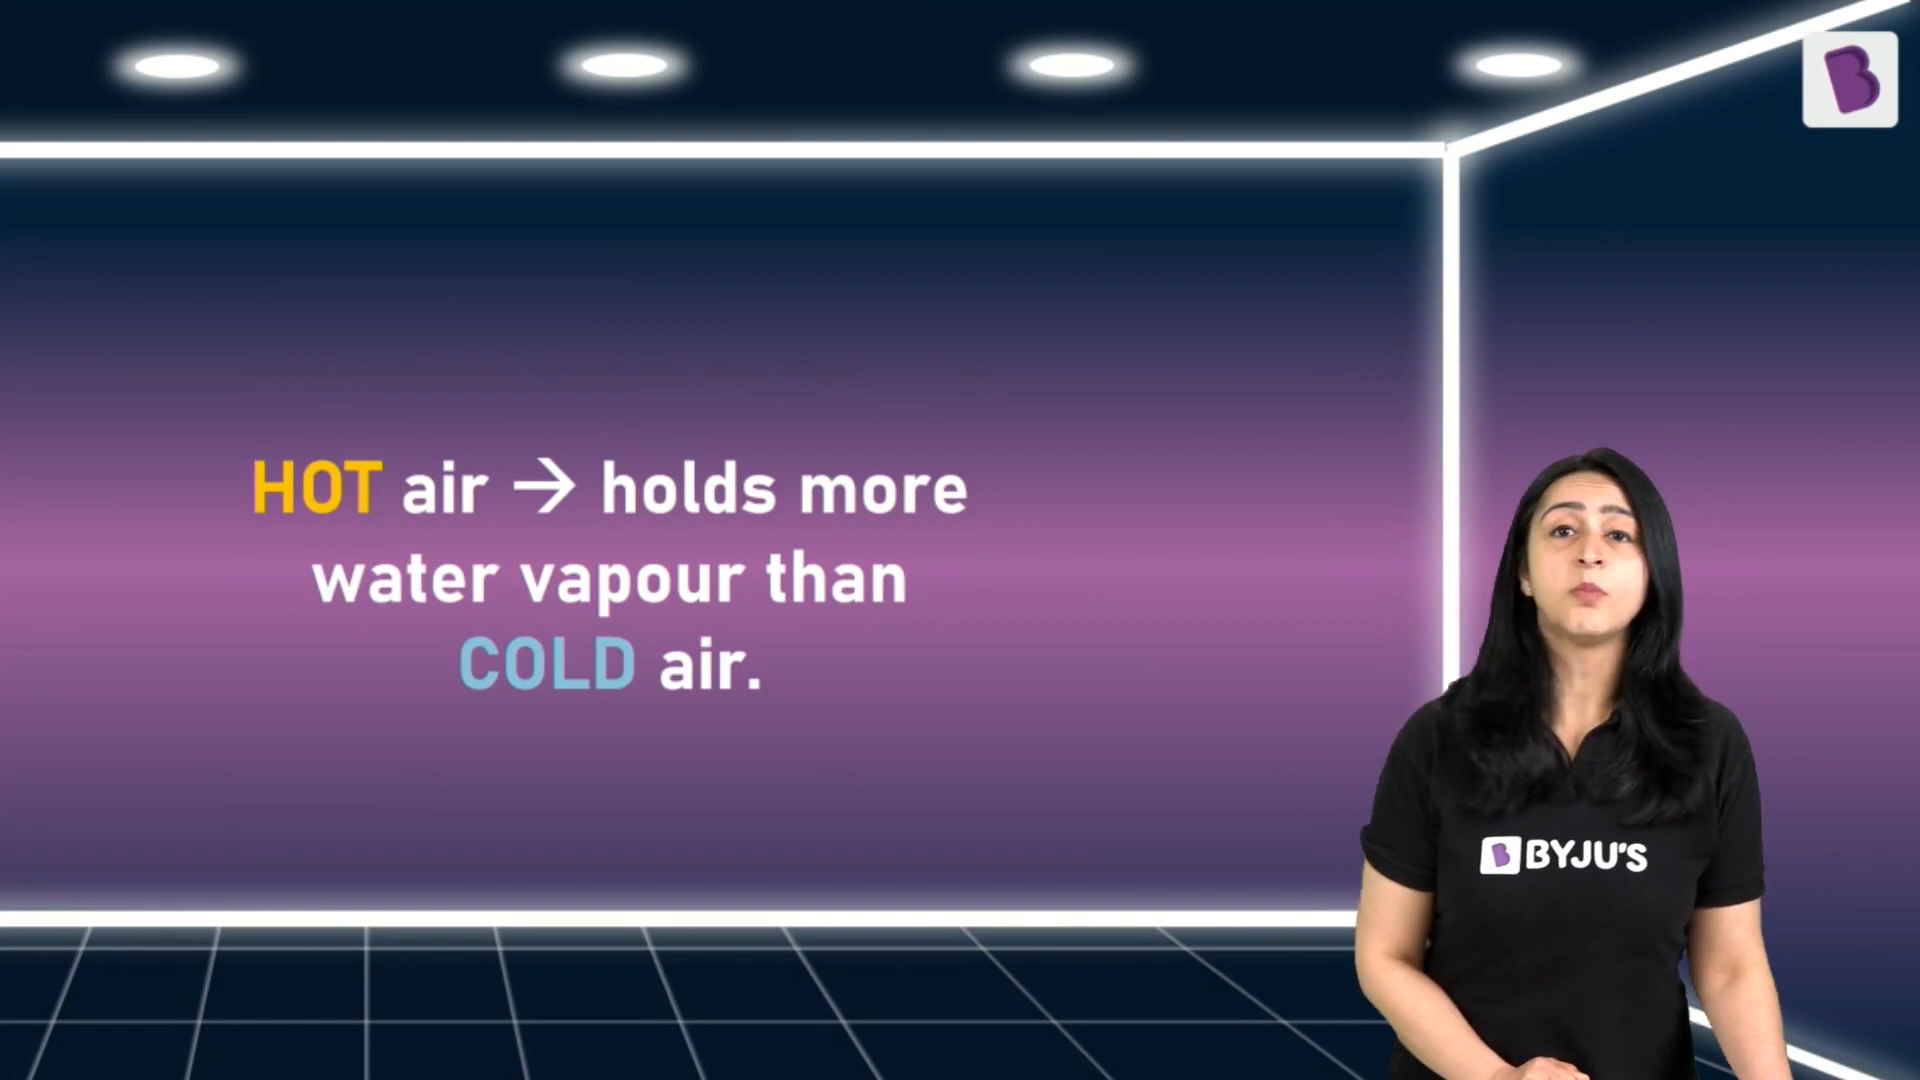 HOT air → holds more
water vapour than
COLD air.
B
B BYJU'S